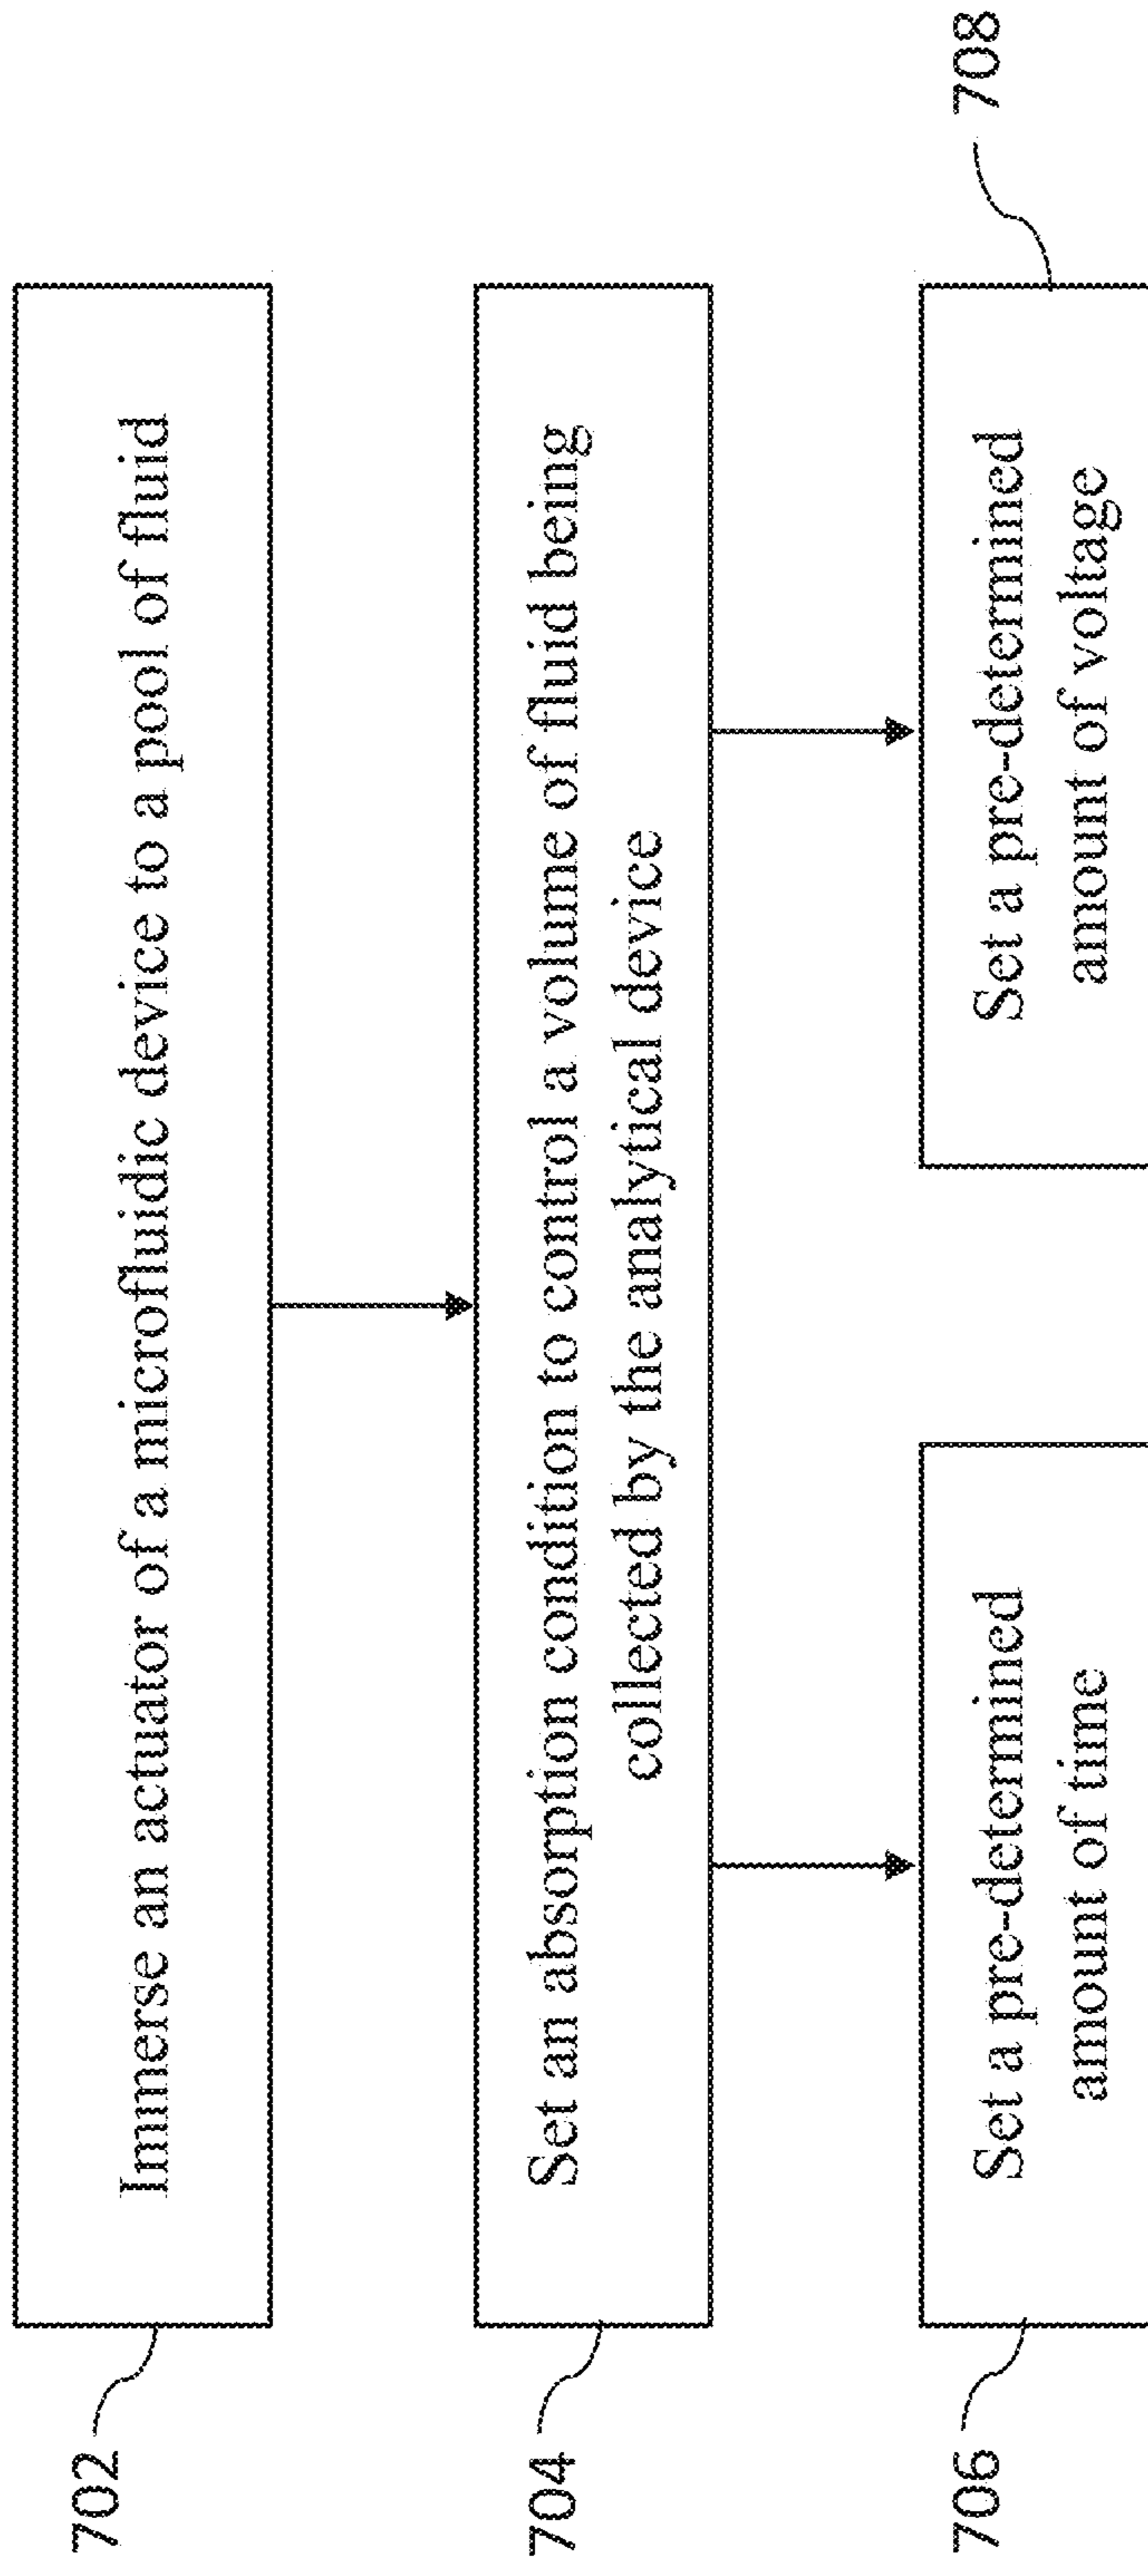 702
Immerse an actuator of a microfluidic device to a pool of fluid
704
Set an absorption condition to control a volume of fluid being
collected by the analytical device
706
Set a pre-determined
amount of time
Set a pre-determined
amount of voltage
708